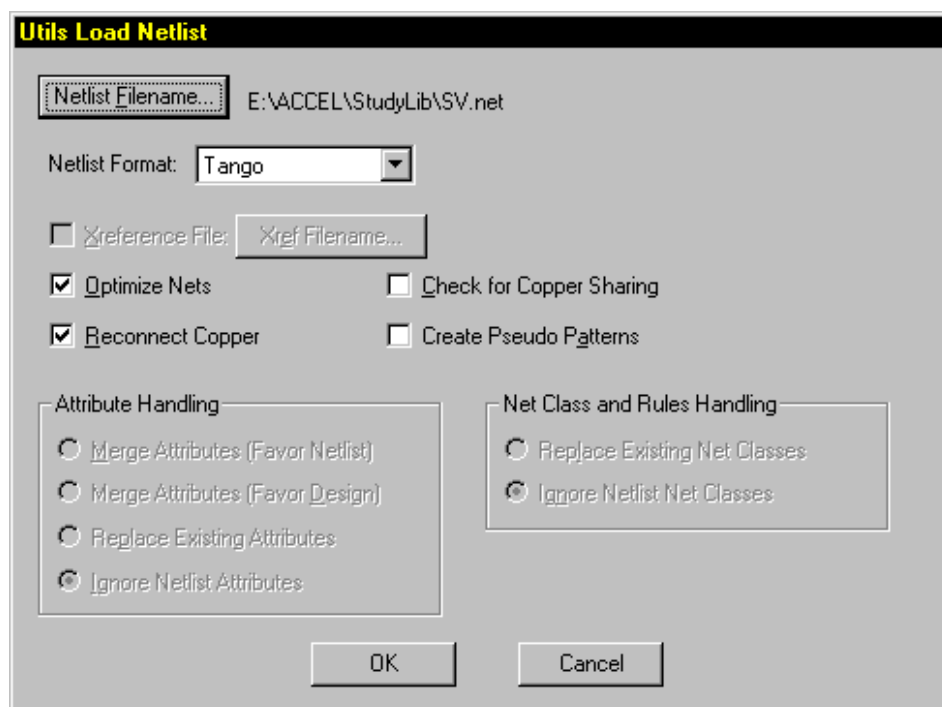 Utils Load Netlist
Netlist Filename... E:\ACCEL\StudyLib\SV.net
Netlist Format: Tango
Xreference File: Xref Filename...
Optimize Nets Check for Copper Sharing
Reconnect Copper Create Pseudo Patterns
Attribute Handling Net Class and Rules Handling
Merge Attributes (Favor Netlist) Replace Existing Net Classes
Merge Attributes (Favor Design) Ignore Netlist Net Classes
Replace Existing Attributes
Ignore Netlist Attributes
OK Cancel